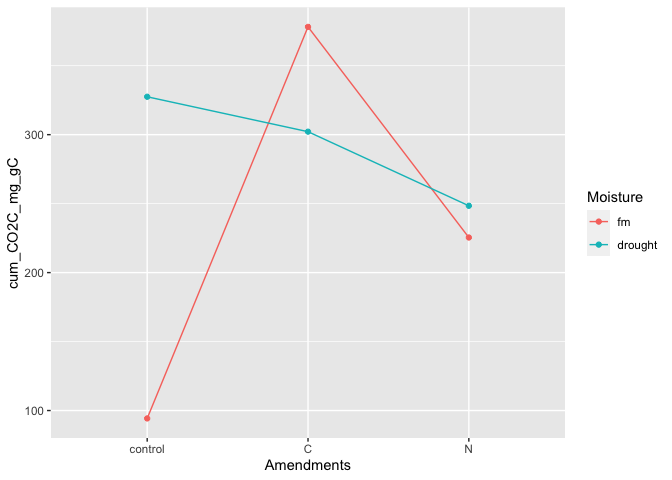 cum_CO2C_mg_gC
300
200
100
control C N
Amendments
Moisture
fm
drought